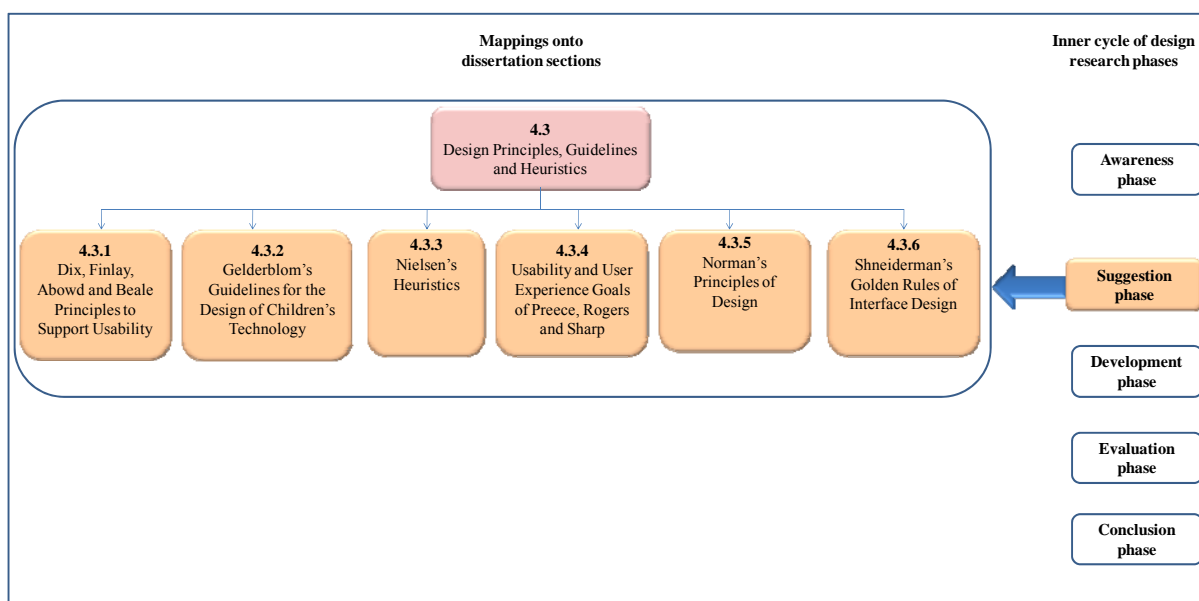 Mappings onto
dissertation sections
Inner cycle of design
research phases
4.3
Design Principles, Guidelines
and Heuristics
4.3.1
Dix, Finlay,
Abowd and Beale
Principles to
Support Usability
4.3.2
Gelderblom’s
Guidelines for the
Design of Children’s
Technology
4.3.3
Nielsen’s
Heuristics
4.3.4
Usability and User
Experience Goals
of Preece, Rogers
and Sharp
4.3.5
Norman’s
Principles of
Design
4.3.6
Shneiderman’s
Golden Rules of
Interface Design
Awareness
phase
Suggestion
phase
Development
phase
Evaluation
phase
Conclusion
phase